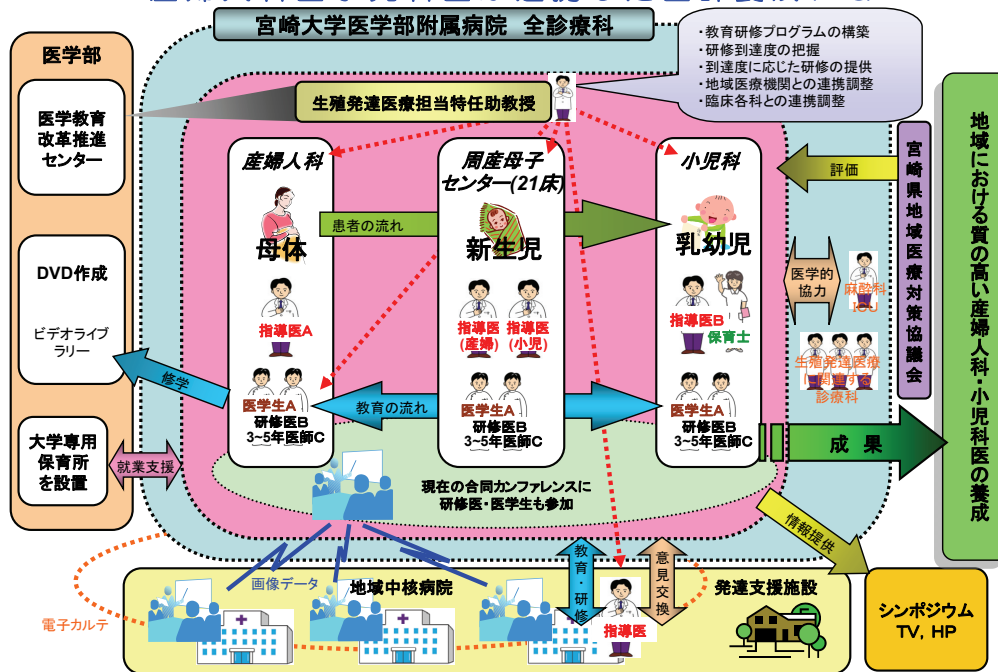 宮崎大学医学部附属病院 全診療科
・教育研修プログラムの構築
・研修到達度の把握
・到達度に応じた研修の提供
・地域医療機関との連携調整
・臨床各科との連携調整
医学部
医学教育
改革推進
センター
生殖発達医療担当特任助教授
産婦人科
母体
指導医A
医学生A
研修医B
3~5年医師C
周産母子
センター(21床)
新生児
指導医
(産婦)
指導医
(小児)
医学生A
研修医B
3~5年医師C
小児科
乳幼児
指導医B
保育士
医学生A
研修医B
3~5年医師C
患者の流れ
教育の流れ
DVD作成
ビデオライブ
ラリー
修学
大学専用
保育所
を設置
就業支援
評価
宮崎県地域医療対策協議会
医学的
協力
麻酔科
ICU
生殖発達医療
に関連する
診療科
成果
地域における質の高い産婦人科・小児科医の養成
現在の合同カンファレンスに
研修医・医学生も参加
情報提供
教育・研修
意見交換
画像データ
地域中核病院
電子カルテ
指導医
発達支援施設
シンポジウム
TV, HP